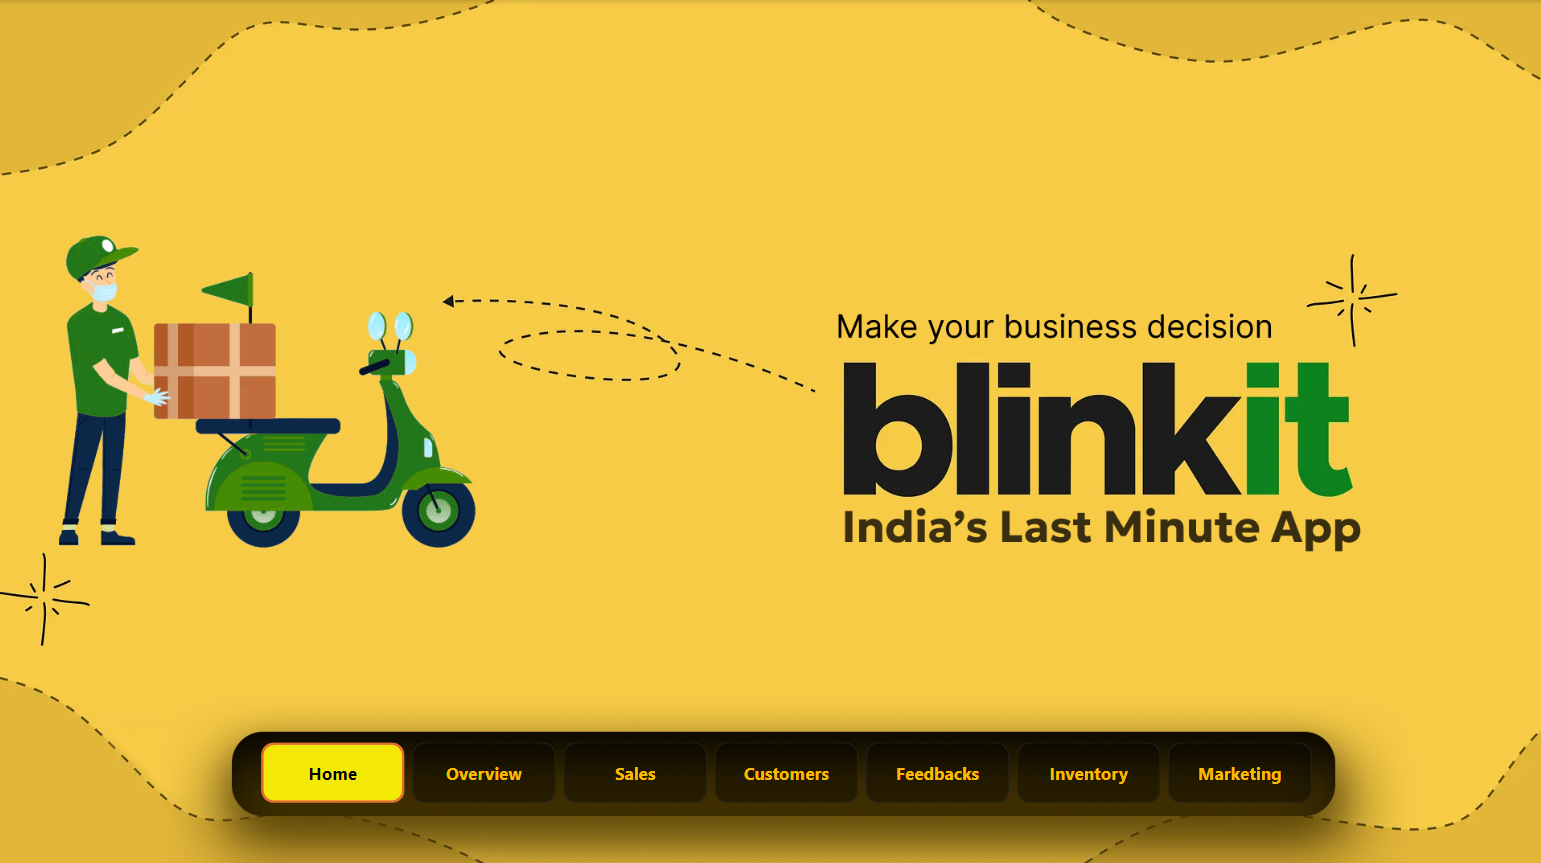 Make your business decision
blinkit
India’s Last Minute App
Home
Overview
Sales
Customers
Feedbacks
Inventory
Marketing